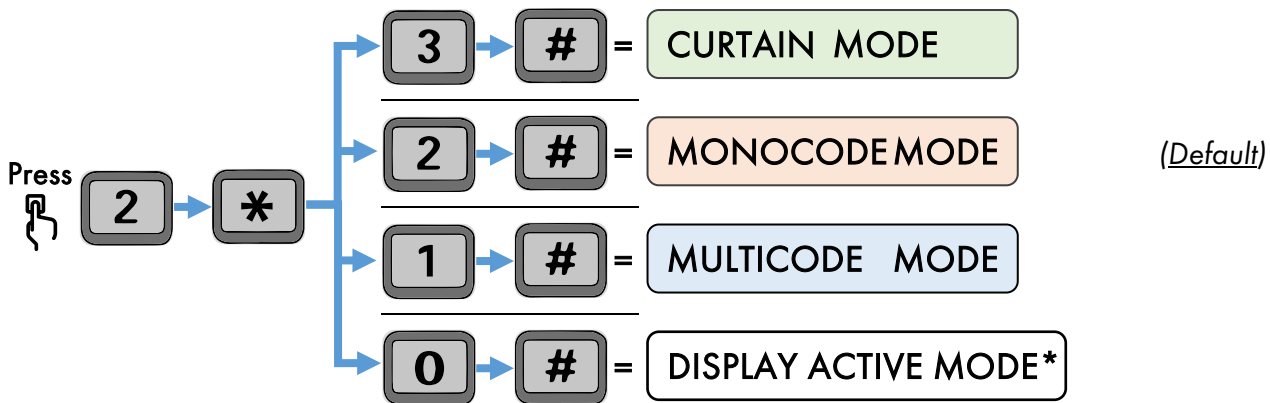 3 # = CURTAIN MODE
2 # = MONOCODE MODE (Default)
Press
2 *
1 # = MULTICODE MODE
0 # = DISPLAY ACTIVE MODE*